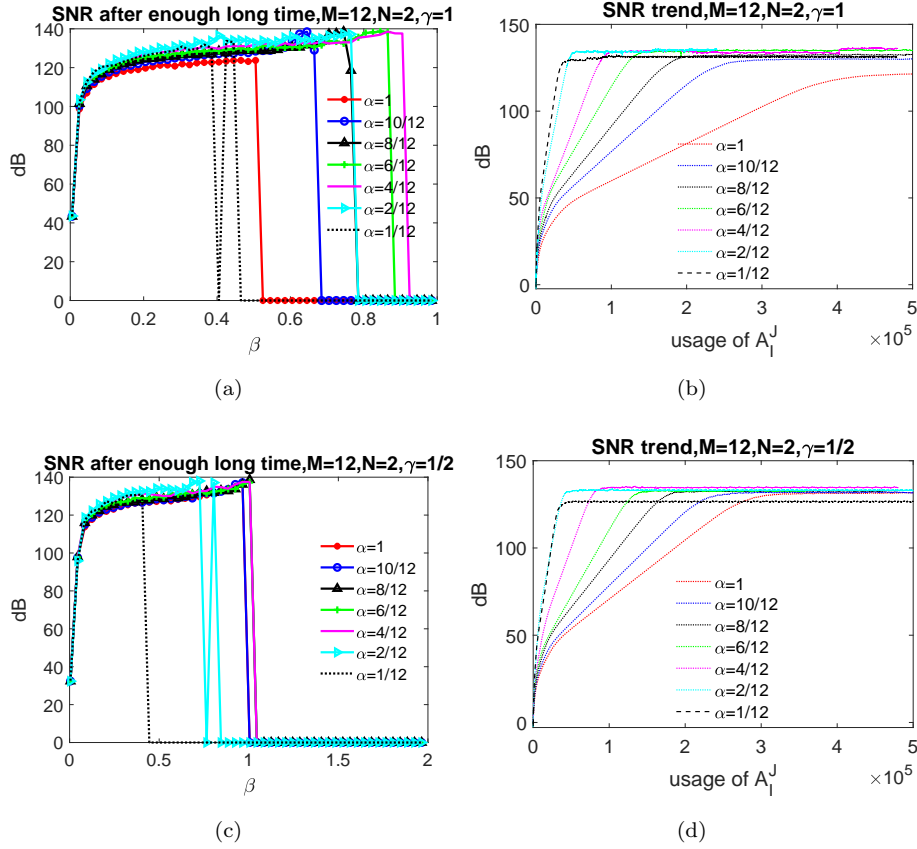 SNR after enough long time,M=12,N=2,γ=1
140
120
100
80
60
40
20
0
dB
0
0.2
0.4
0.6
0.8
1
β
α=1
α=10/12
α=8/12
α=6/12
α=4/12
α=2/12
α=1/12
(a)
SNR trend,M=12,N=2,γ=1
150
100
50
0
dB
0
1
2
3
4
5
usage of A_I^J
×10^5
α=1
α=10/12
α=8/12
α=6/12
α=4/12
α=2/12
α=1/12
(b)
SNR after enough long time,M=12,N=2,γ=1/2
140
120
100
80
60
40
20
0
dB
0
0.5
1
1.5
2
β
α=1
α=10/12
α=8/12
α=6/12
α=4/12
α=2/12
α=1/12
(c)
SNR trend,M=12,N=2,γ=1/2
150
100
50
0
dB
0
1
2
3
4
5
usage of A_I^J
×10^5
α=1
α=10/12
α=8/12
α=6/12
α=4/12
α=2/12
α=1/12
(d)